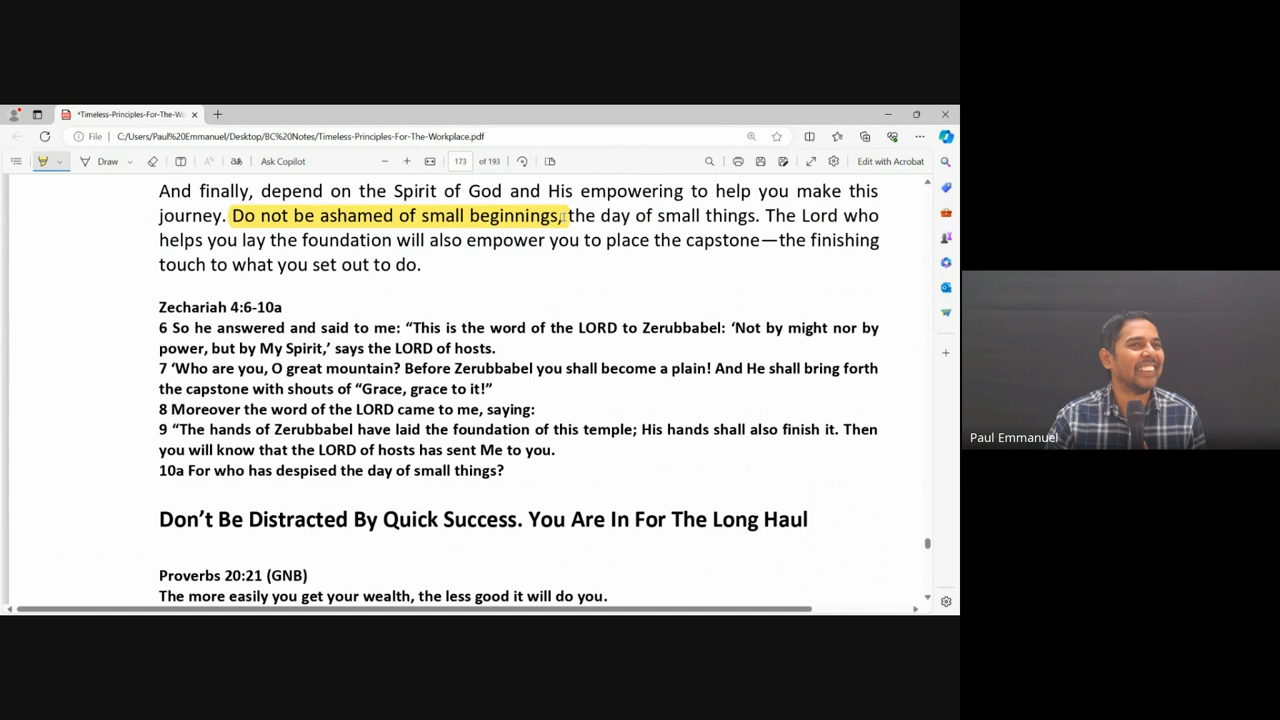 *Timeless-Principles-For-The-Wo
File
C:/Users/Paul%20Emmanuel/Desktop/BC%20Notes/Timeless-Principles-For-The-Workplace.pdf
Draw
Ask Copilot
173 of 193
Edit with Acrobat
And finally, depend on the Spirit of God and His empowering to help you make this
journey. Do not be ashamed of small beginnings, the day of small things. The Lord who
helps you lay the foundation will also empower you to place the capstone—the finishing
touch to what you set out to do.
Zechariah 4:6-10a
6 So he answered and said to me: “This is the word of the LORD to Zerubbabel: ‘Not by might nor by
power, but by My Spirit,’ says the LORD of hosts.
7 ‘Who are you, O great mountain? Before Zerubbabel you shall become a plain! And He shall bring forth
the capstone with shouts of “Grace, grace to it!”
8 Moreover the word of the LORD came to me, saying:
9 “The hands of Zerubbabel have laid the foundation of this temple; His hands shall also finish it. Then
you will know that the LORD of hosts has sent Me to you.
10a For who has despised the day of small things?
Don’t Be Distracted By Quick Success. You Are In For The Long Haul
Proverbs 20:21 (GNB)
The more easily you get your wealth, the less good it will do you.
Paul Emmanuel